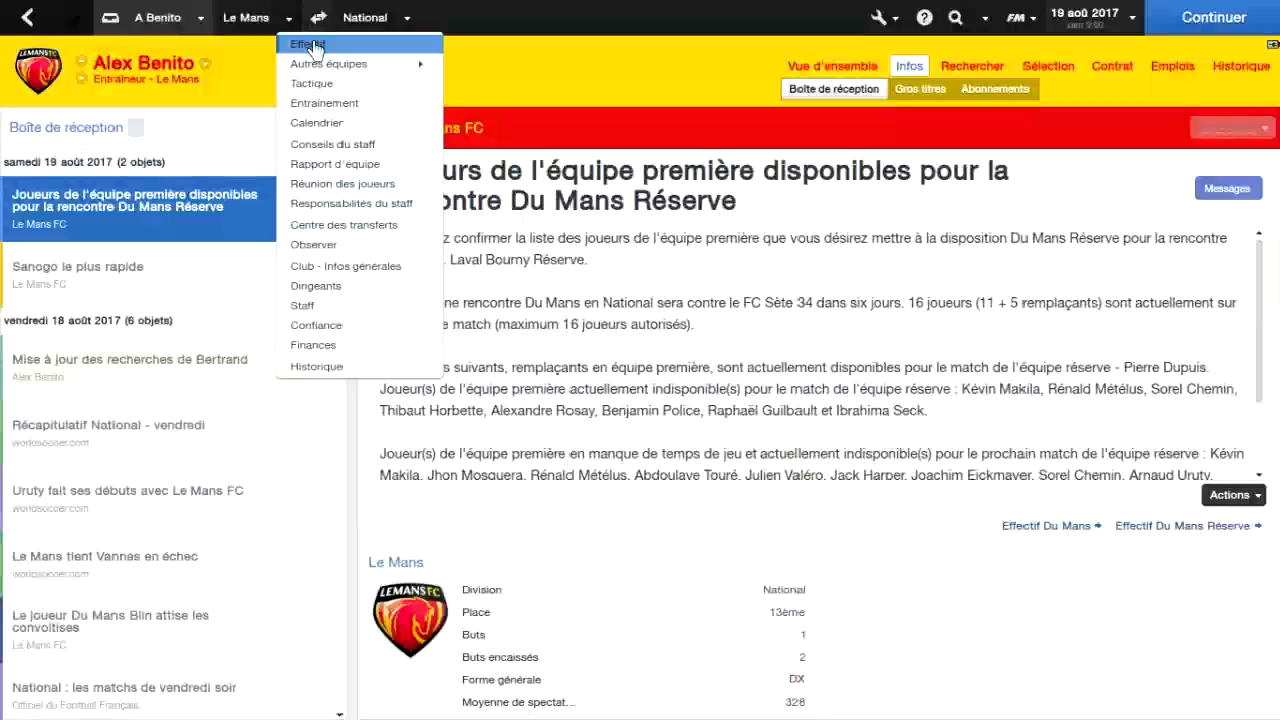 A Benito
Le Mans
National
FM
19 aoû 2017
sam 9:00
Continuer
LEMANSFC
Alex Benito
Entraîneur - Le Mans
Vue d'ensemble
Infos
Rechercher
Sélection
Contrat
Emplois
Historique
Boîte de réception
Gros titres
Abonnements
Effectif
Autres équipes
Tactique
Entraînement
Calendrier
Conseils du staff
Rapport d'équipe
Réunion des joueurs
Responsabilités du staff
Centre des transferts
Observer
Club - Infos générales
Dirigeants
Staff
Confiance
Finances
Historique
Boîte de réception
samedi 19 août 2017 (2 objets)
Joueurs de l'équipe première disponibles
pour la rencontre Du Mans Réserve
Le Mans FC
Sanogo le plus rapide
Le Mans FC
vendredi 18 août 2017 (6 objets)
Mise à jour des recherches de Bertrand
Alex Benito
Récapitulatif National - vendredi
worldsoccer.com
Uruty fait ses débuts avec Le Mans FC
worldsoccer.com
Le Mans tient Vannes en échec
worldsoccer.com
Le joueur Du Mans Blin attise les
convoitises
Le Mans FC
National : les matchs de vendredi soir
Officiel du Football Français
ns FC
urs de l'équipe première disponibles pour la
ontre Du Mans Réserve
Messages
z confirmer la liste des joueurs de l'équipe première que vous désirez mettre à la disposition Du Mans Réserve pour la rencontre
. Laval Bourny Réserve.
ne rencontre Du Mans en National sera contre le FC Sète 34 dans six jours. 16 joueurs (11 + 5 remplaçants) sont actuellement sur
e match (maximum 16 joueurs autorisés).
s suivants, remplaçants en équipe première, sont actuellement disponibles pour le match de l'équipe réserve - Pierre Dupuis.
Joueur(s) de l'équipe première actuellement indisponible(s) pour le match de l'équipe réserve : Kévin Makila, Rénald Métélus, Sorel Chemin,
Thibaut Horbette, Alexandre Rosay, Benjamin Police, Raphaël Guilbault et Ibrahima Seck.
Joueur(s) de l'équipe première en manque de temps de jeu et actuellement indisponible(s) pour le prochain match de l'équipe réserve : Kévin
Makila, Jhon Mosquera, Rénald Métélus, Abdoulaye Touré, Julien Valéro, Jack Harper, Joachim Eickmayer, Sorel Chemin, Arnaud Uruty,
Actions
Effectif Du Mans
Effectif Du Mans Réserve
Le Mans
LEMANSFC
Division National
Place 13ème
Buts 1
Buts encaissés 2
Forme générale DX
Moyenne de spectat... 328